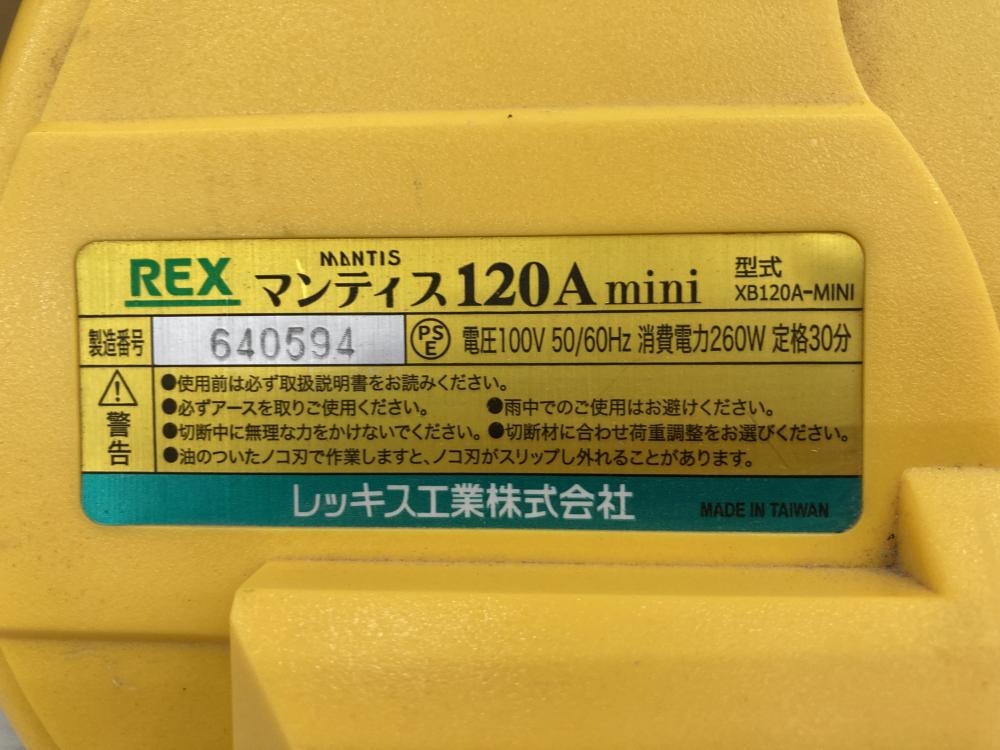 REX MANTIS マンティス120A mini 型式 XB120A-MINI
製造番号 640594 PSE 電圧100V 50/60Hz 消費電力260W 定格30分
警告
●使用前は必ず取扱説明書をお読みください。
●必ずアースを取りご使用ください。 ●雨中でのご使用はお避けください。
●切断中に無理な力をかけないでください。 ●切断材に合わせ荷重調整をお選びください。
●油のついたノコ刃で作業しますと、ノコ刃がスリップし外れることがあります。
レッキス工業株式会社 MADE IN TAIWAN